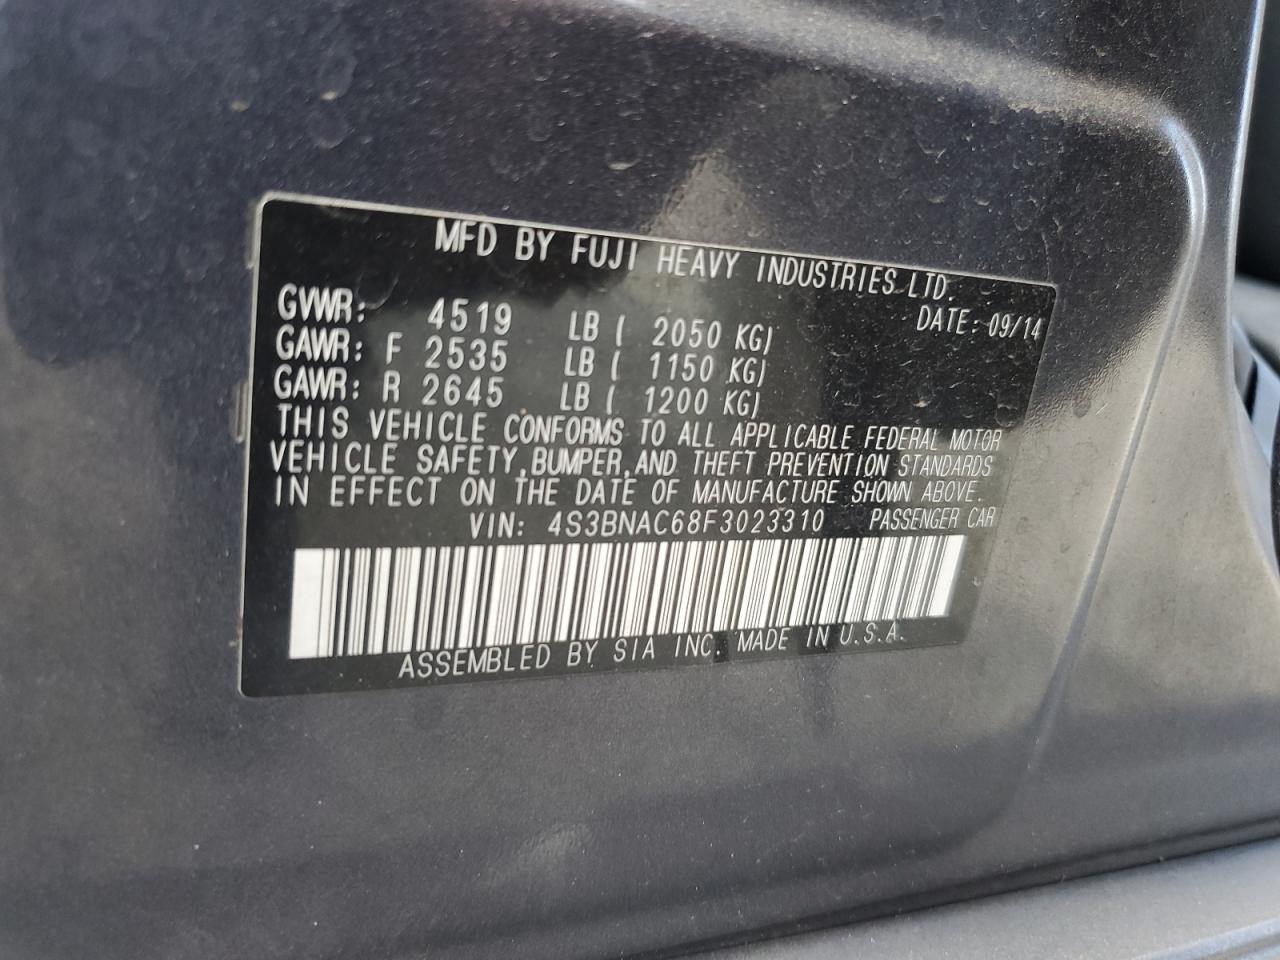 MFD BY FUJI HEAVY INDUSTRIES LTD.
DATE: 09/14
GVWR: 4519 LB ( 2050 KG)
GAWR: F 2535 LB ( 1150 KG)
GAWR: R 2645 LB ( 1200 KG)
THIS VEHICLE CONFORMS TO ALL APPLICABLE FEDERAL MOTOR
VEHICLE SAFETY, BUMPER, AND THEFT PREVENTION STANDARDS
IN EFFECT ON THE DATE OF MANUFACTURE SHOWN ABOVE.
VIN: 4S3BNAC68F3023310 PASSENGER CAR
ASSEMBLED BY SIA INC. MADE IN U.S.A.